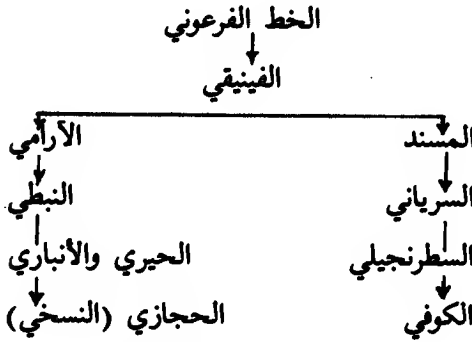 الخط الفرعوني
الفينيقي
المسند الآرامي
السرياني النبطي
السطرنجيلي الحيري والأنباري
الكوفي الحجازي (النسخي)